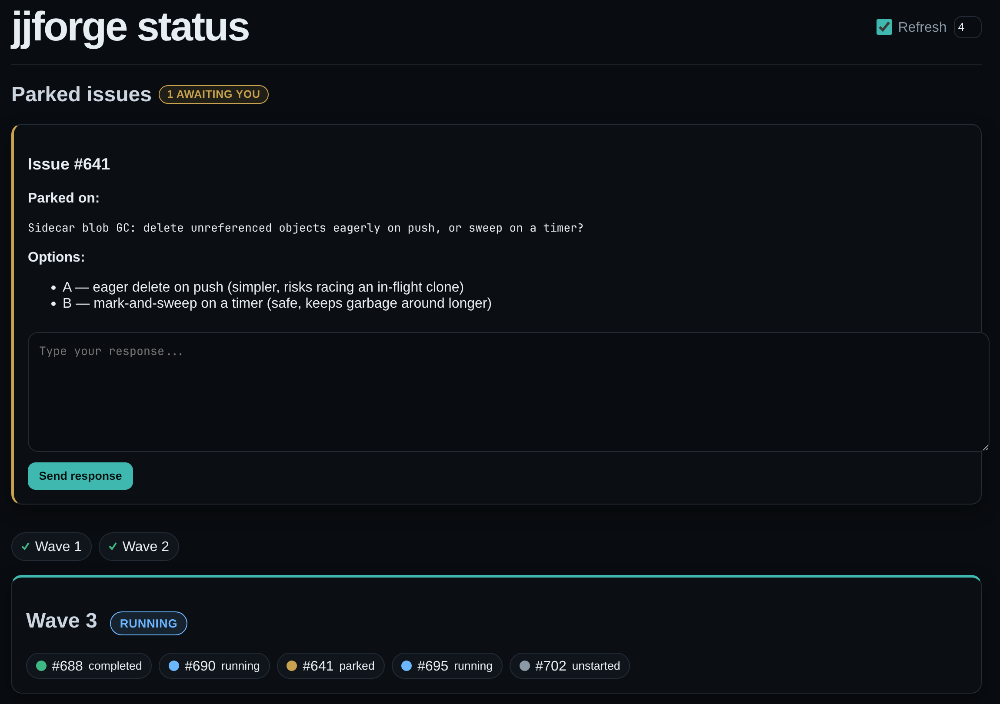 jjforge status
Refresh 4
Parked issues 1 AWAITING YOU
Issue #641
Parked on:
Sidecar blob GC: delete unreferenced objects eagerly on push, or sweep on a timer?
Options:
• A — eager delete on push (simpler, risks racing an in-flight clone)
• B — mark-and-sweep on a timer (safe, keeps garbage around longer)
Type your response...
Send response
Wave 1 Wave 2
Wave 3 RUNNING
#688 completed #690 running #641 parked #695 running #702 unstarted